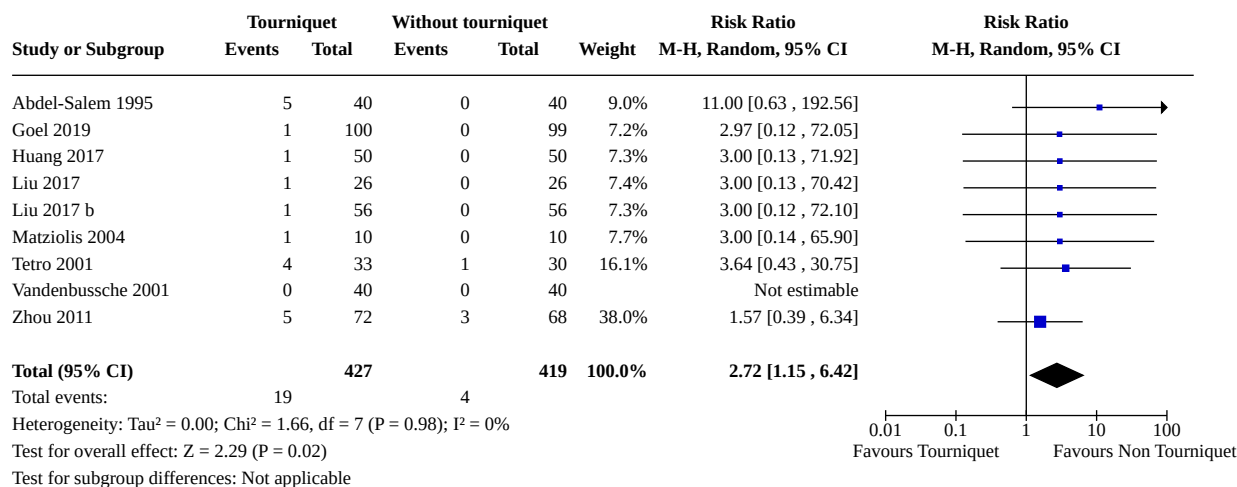 Tourniquet Without tourniquet Risk Ratio Risk Ratio
Study or Subgroup Events Total Events Total Weight M-H, Random, 95% CI M-H, Random, 95% CI
Abdel-Salem 1995 5 40 0 40 9.0% 11.00 [0.63 , 192.56]
Goel 2019 1 100 0 99 7.2% 2.97 [0.12 , 72.05]
Huang 2017 1 50 0 50 7.3% 3.00 [0.13 , 71.92]
Liu 2017 1 26 0 26 7.4% 3.00 [0.13 , 70.42]
Liu 2017 b 1 56 0 56 7.3% 3.00 [0.12 , 72.10]
Matziolis 2004 1 10 0 10 7.7% 3.00 [0.14 , 65.90]
Tetro 2001 4 33 1 30 16.1% 3.64 [0.43 , 30.75]
Vandenbussche 2001 0 40 0 40 Not estimable
Zhou 2011 5 72 3 68 38.0% 1.57 [0.39 , 6.34]
Total (95% CI) 427 419 100.0% 2.72 [1.15 , 6.42]
Total events: 19 4
Heterogeneity: Tau² = 0.00; Chi² = 1.66, df = 7 (P = 0.98); I² = 0%
0.01 0.1 1 10 100
Test for overall effect: Z = 2.29 (P = 0.02)
Favours Tourniquet Favours Non Tourniquet
Test for subgroup differences: Not applicable